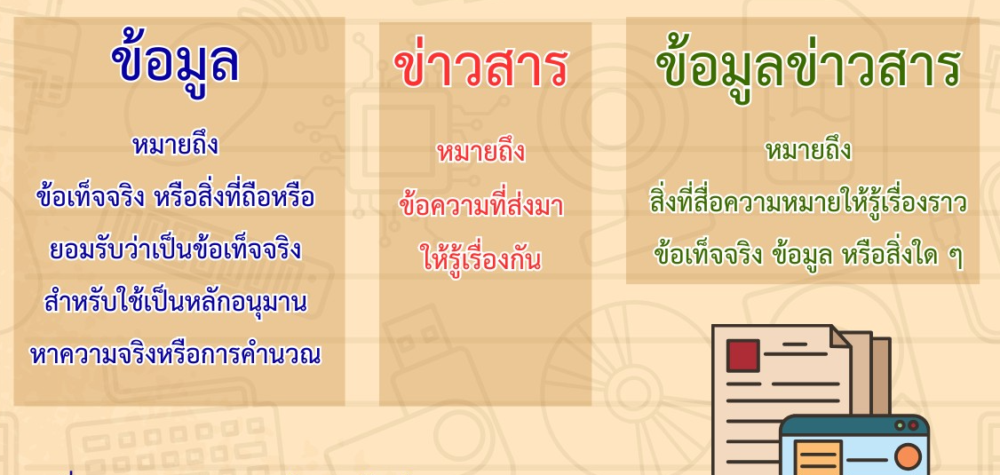 ข้อมูล
หมายถึง
ข้อเท็จจริง หรือสิ่งที่ถือหรือ
ยอมรับว่าเป็นข้อเท็จจริง
สำหรับใช้เป็นหลักอนุมาน
หาความจริงหรือการคำนวณ
ข่าวสาร
หมายถึง
ข้อความที่ส่งมา
ให้รู้เรื่องกัน
ข้อมูลข่าวสาร
หมายถึง
สิ่งที่สื่อความหมายให้รู้เรื่องราว
ข้อเท็จจริง ข้อมูล หรือสิ่งใด ๆ